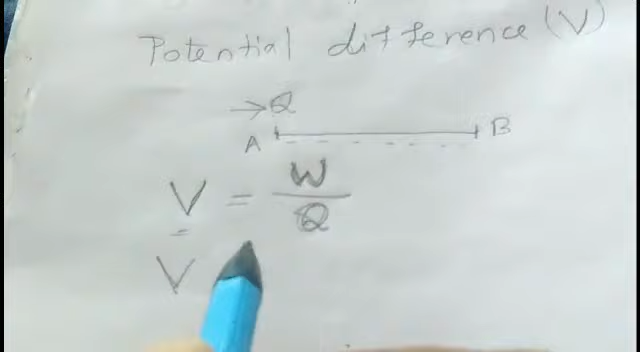 Potential difference (V)
→ Q
A B
V = W / Q
V